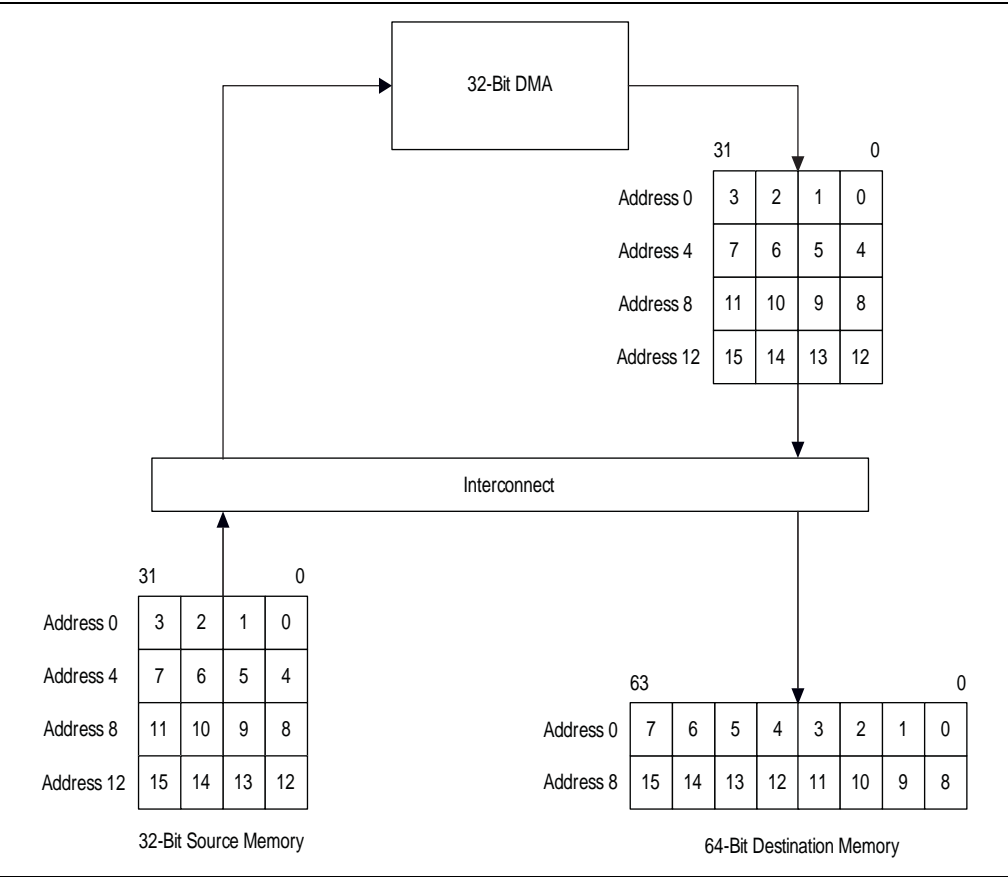 32-Bit DMA
31 0
Address 0 3 2 1 0
Address 4 7 6 5 4
Address 8 11 10 9 8
Address 12 15 14 13 12
Interconnect
31 0
Address 0 3 2 1 0
Address 4 7 6 5 4
Address 8 11 10 9 8
Address 12 15 14 13 12
32-Bit Source Memory
63 0
Address 0 7 6 5 4 3 2 1 0
Address 8 15 14 13 12 11 10 9 8
64-Bit Destination Memory